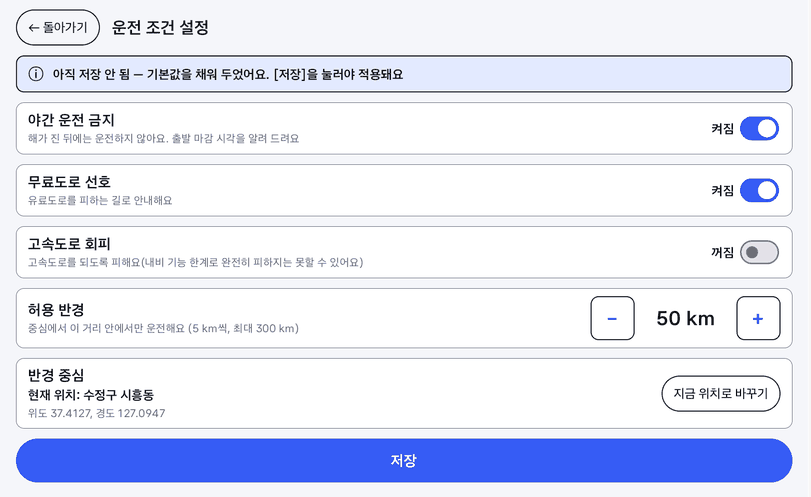 ← 돌아가기 운전 조건 설정
아직 저장 안 됨 – 기본값을 채워 두었어요. [저장]을 눌러야 적용돼요
야간 운전 금지
해가 진 뒤에는 운전하지 않아요. 출발 마감 시각을 알려 드려요
켜짐
무료도로 선호
유료도로를 피하는 길로 안내해요
켜짐
고속도로 회피
고속도로를 되도록 피해요(내비 기능 한계로 완전히 피하지는 못할 수 있어요)
꺼짐
허용 반경
중심에서 이 거리 안에서만 운전해요 (5 km씩, 최대 300 km)
− 50 km +
반경 중심
현재 위치: 수정구 시흥동
위도 37.4127, 경도 127.0947
지금 위치로 바꾸기
저장